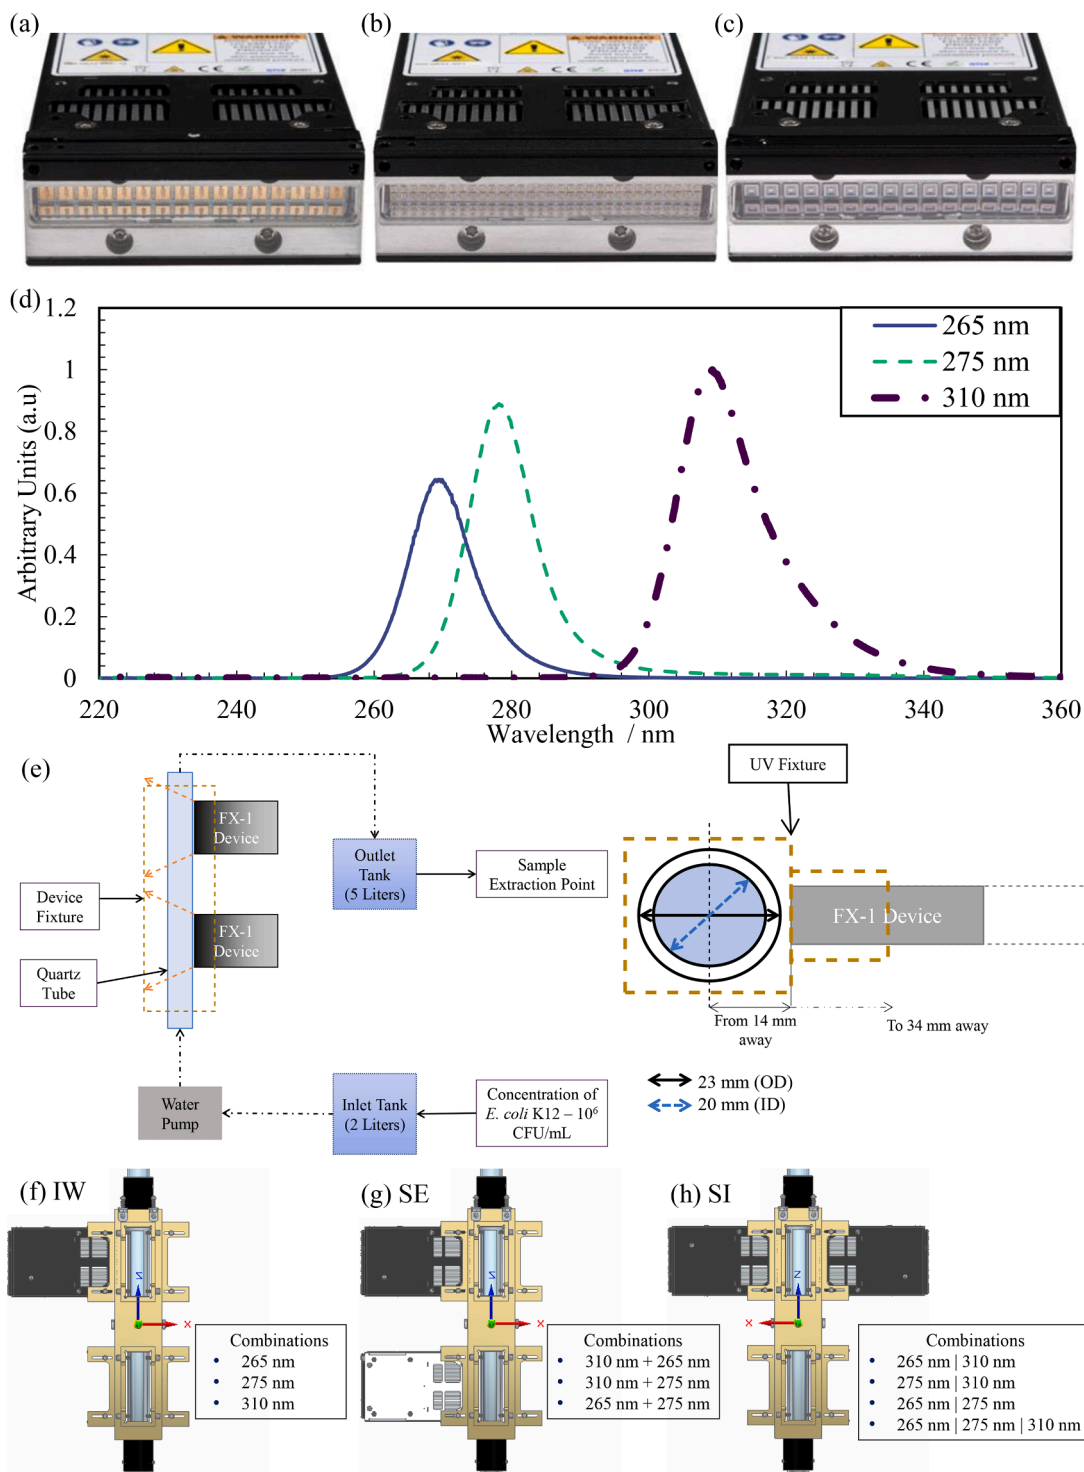 (a)
(b)
(c)
WARNING
WARNING
WARNING
(d)
1.2
1
0.8
0.6
0.4
0.2
0
Arbitrary Units (a.u)
265 nm
275 nm
310 nm
220
240
260
280
300
320
340
360
Wavelength / nm
(e)
FX-1
Device
FX-1
Device
Device
Fixture
Quartz
Tube
Water
Pump
Outlet
Tank
(5 Liters)
Sample
Extraction Point
Inlet Tank
(2 Liters)
Concentration of
E. coli K12 – 10⁶
CFU/mL
UV Fixture
FX-1 Device
From 14 mm
away
To 34 mm away
23 mm (OD)
20 mm (ID)
(f) IW
Z
X
Combinations
• 265 nm
• 275 nm
• 310 nm
(g) SE
Z
X
Combinations
• 310 nm + 265 nm
• 310 nm + 275 nm
• 265 nm + 275 nm
(h) SI
Z
X
Combinations
• 265 nm | 310 nm
• 275 nm | 310 nm
• 265 nm | 275 nm
• 265 nm | 275 nm | 310 nm